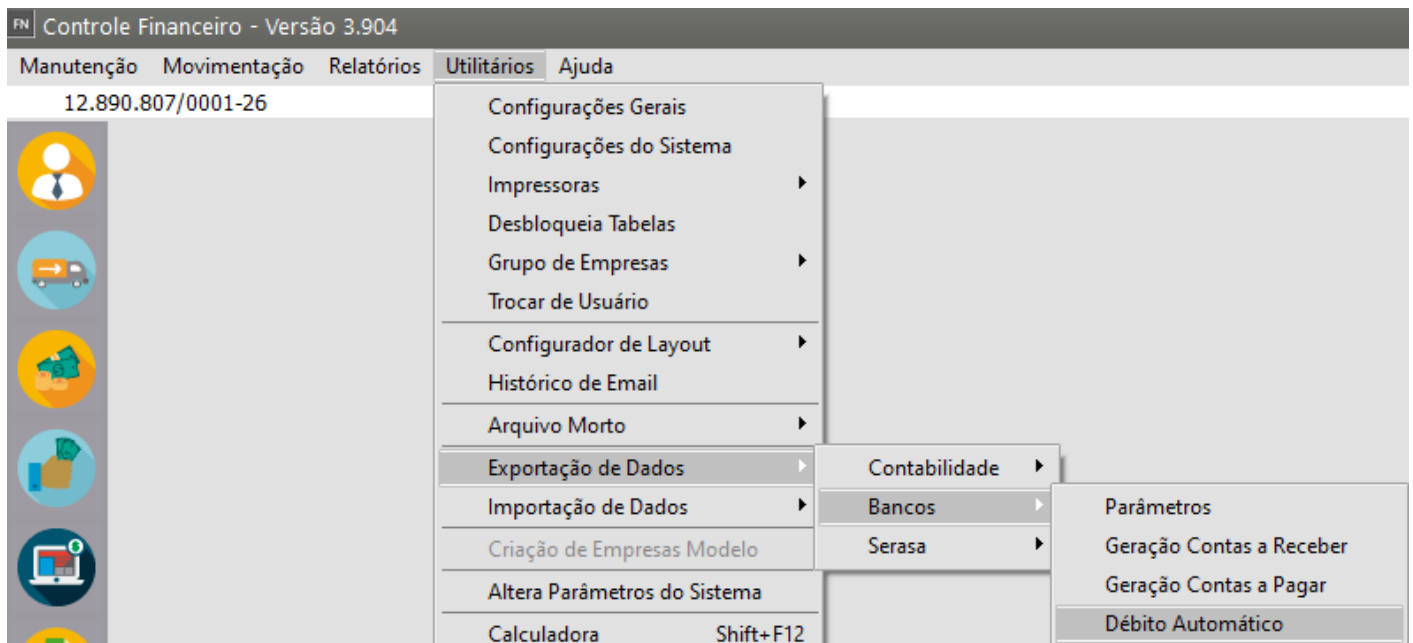 FN Controle Financeiro - Versão 3.904
Manutenção Movimentação Relatórios Utilitários Ajuda
12.890.807/0001-26
Configurações Gerais
Configurações do Sistema
Impressoras
Desbloqueia Tabelas
Grupo de Empresas
Trocar de Usuário
Configurador de Layout
Histórico de Email
Arquivo Morto
Exportação de Dados
Importação de Dados
Criação de Empresas Modelo
Altera Parâmetros do Sistema
Calculadora Shift+F12
Contabilidade
Bancos
Serasa
Parâmetros
Geração Contas a Receber
Geração Contas a Pagar
Débito Automático